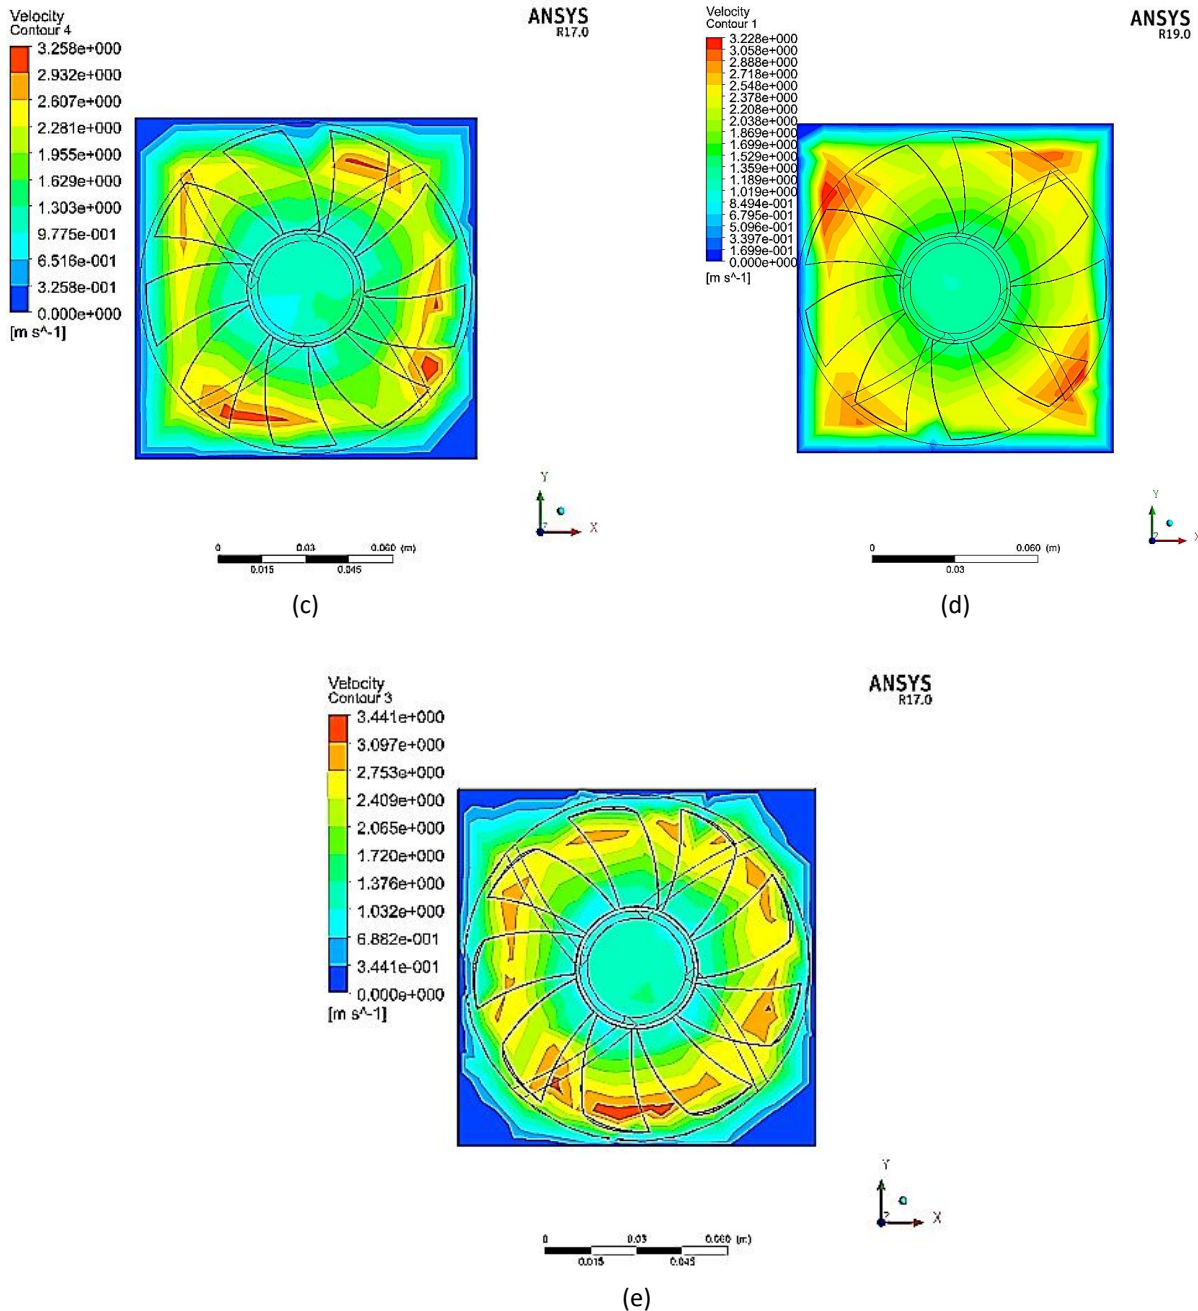 Velocity
Contour 4
3.258e+000
2.932e+000
2.607e+000
2.281e+000
1.955e+000
1.629e+000
1.303e+000
9.775e-001
6.516e-001
3.258e-001
0.000e+000
[m s^-1]
ANSYS
R17.0
Y
Z
X
0 0.03 0.060 (m)
0.015 0.045
(c)
Velocity
Contour 1
3.228e+000
3.058e+000
2.888e+000
2.718e+000
2.548e+000
2.378e+000
2.208e+000
2.038e+000
1.869e+000
1.699e+000
1.529e+000
1.359e+000
1.189e+000
1.019e+000
8.494e-001
6.795e-001
5.096e-001
3.397e-001
1.699e-001
0.000e+000
[m s^-1]
ANSYS
R19.0
Y
Z
X
0 0.060 (m)
0.03
(d)
Velocity
Contour 3
3.441e+000
3.097e+000
2.753e+000
2.409e+000
2.065e+000
1.720e+000
1.376e+000
1.032e+000
6.882e-001
3.441e-001
0.000e+000
[m s^-1]
ANSYS
R17.0
Y
Z
X
0 0.03 0.060 (m)
0.015 0.045
(e)